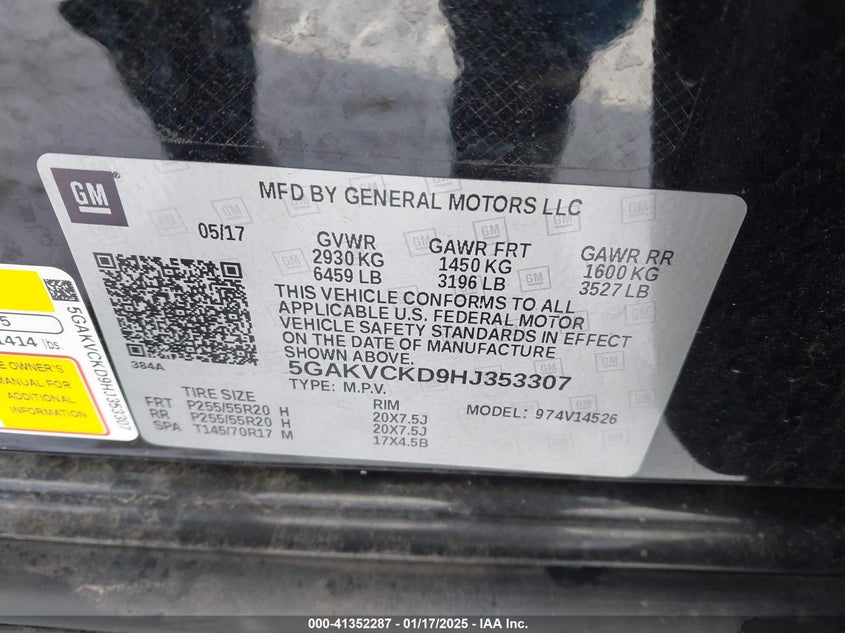 GM
MFD BY GENERAL MOTORS LLC
05/17
GVWR
2930 KG
6459 LB
GAWR FRT
1450 KG
3196 LB
GAWR RR
1600 KG
3527 LB
THIS VEHICLE CONFORMS TO ALL
APPLICABLE U.S. FEDERAL MOTOR
VEHICLE SAFETY STANDARDS IN EFFECT
ON THE DATE OF MANUFACTURE
SHOWN ABOVE.
384A
5GAKVCKD9HJ353307
TYPE: M.P.V.
MODEL: 974V14526
TIRE SIZE RIM
FRT P255/55R20 H 20X7.5J
RR P255/55R20 H 20X7.5J
SPA T145/70R17 M 17X4.5B
5
1414 lbs
OWNER'S
MANUAL FOR
ADDITIONAL
INFORMATION
5GAKVCKD9HJ353307
000-41352287 - 01/17/2025 - IAA Inc.